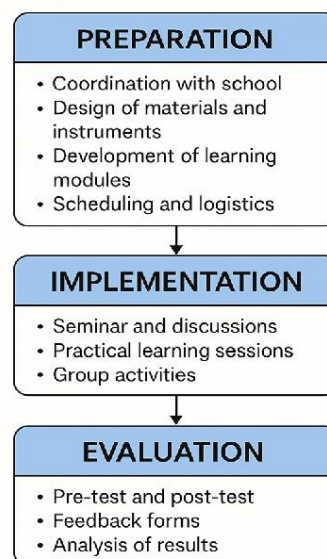 PREPARATION
• Coordination with school
• Design of materials and
instruments
• Development of learning
modules
• Scheduling and logistics
IMPLEMENTATION
• Seminar and discussions
• Practical learning sessions
• Group activities
EVALUATION
• Pre-test and post-test
• Feedback forms
• Analysis of results